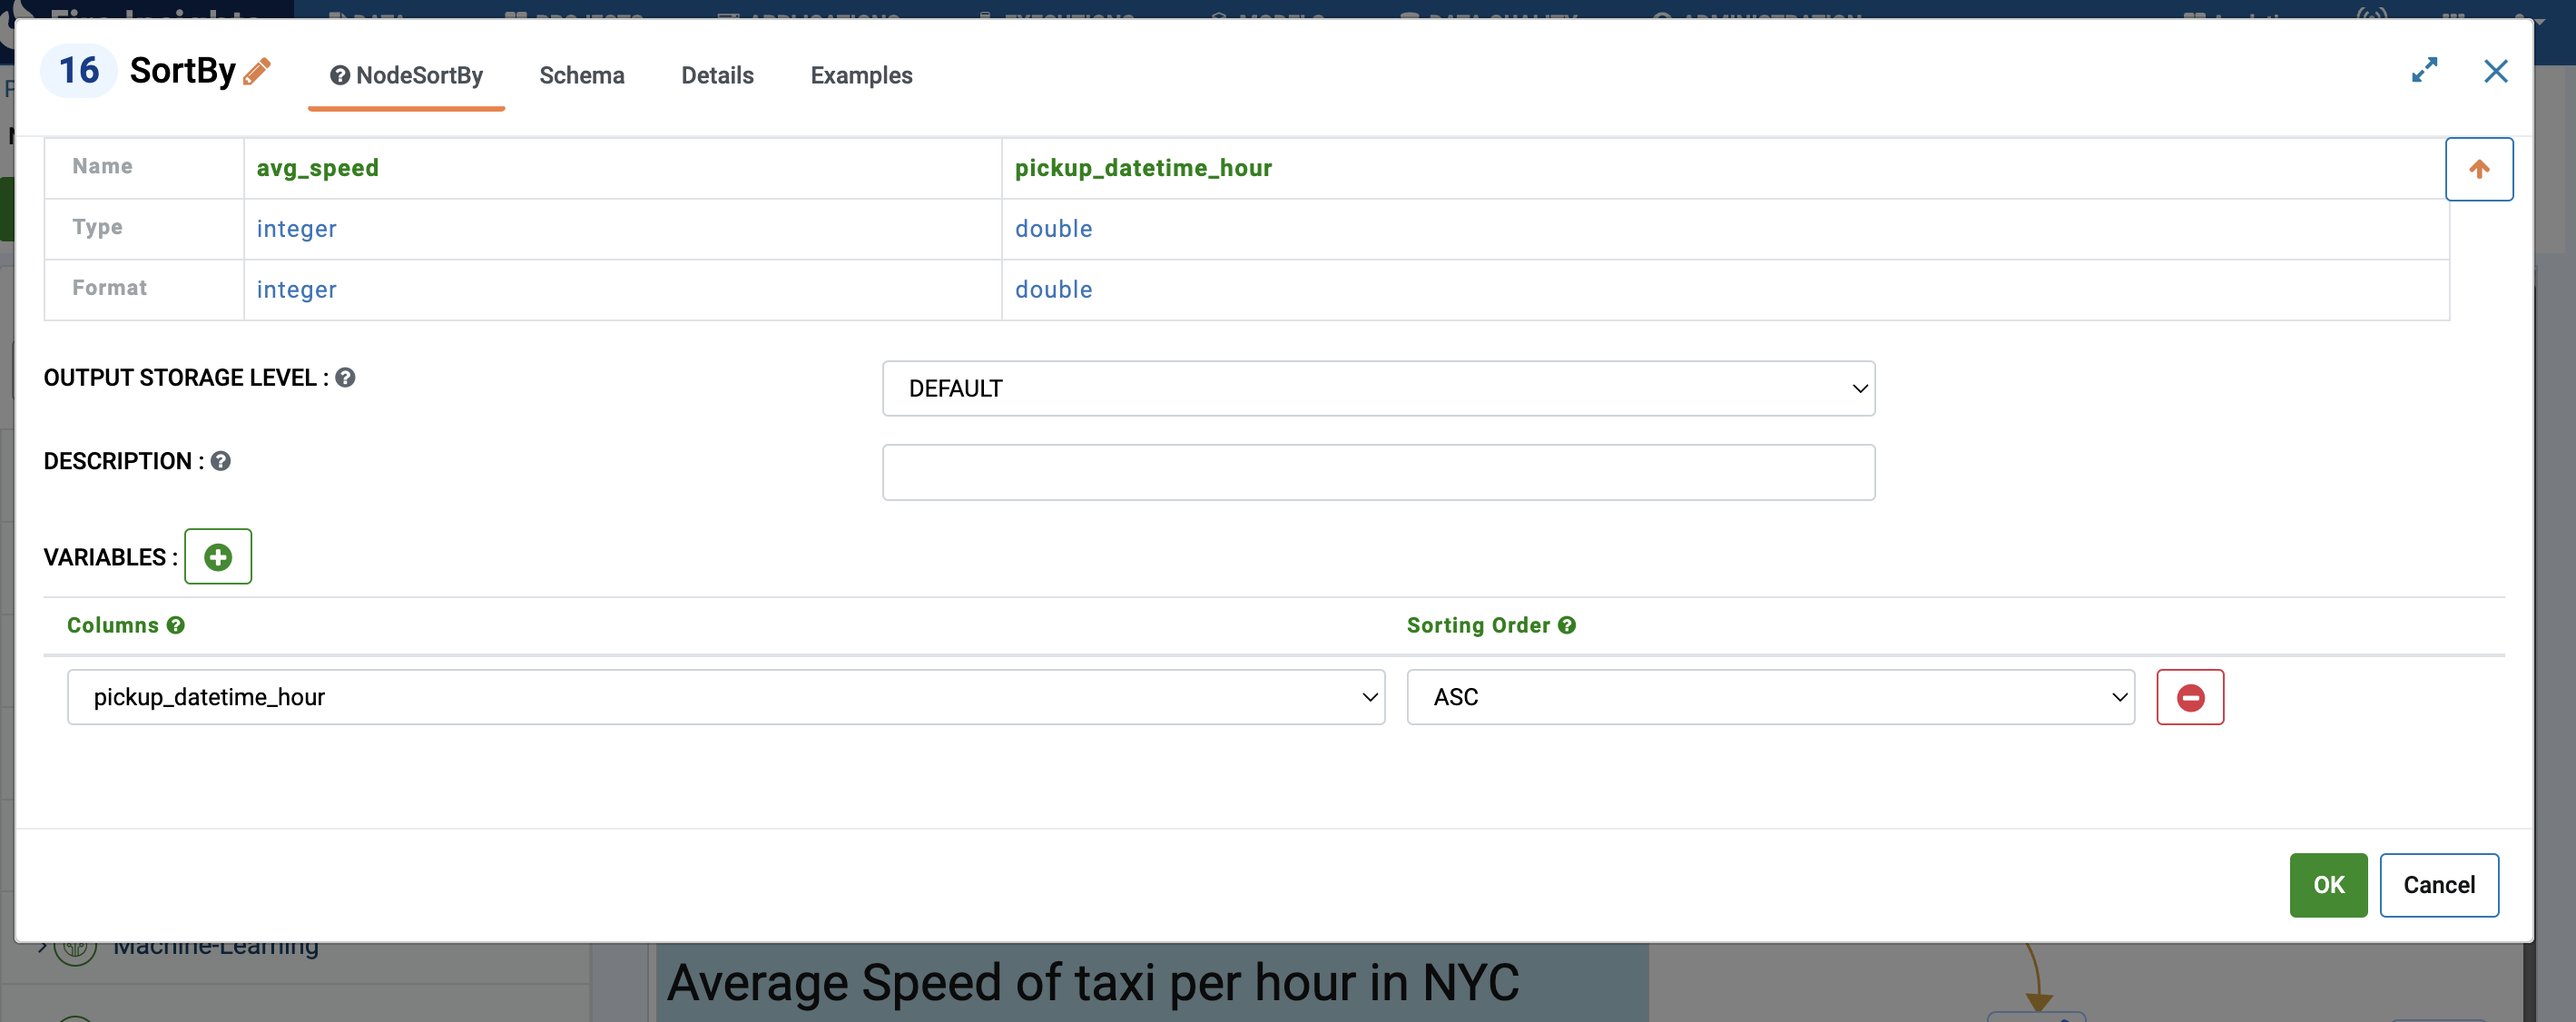 16 SortBy NodeSortBy Schema Details Examples
Name avg_speed pickup_datetime_hour
Type integer double
Format integer double
OUTPUT STORAGE LEVEL : DEFAULT
DESCRIPTION :
VARIABLES :
Columns Sorting Order
pickup_datetime_hour ASC
OK Cancel
Machine-Learning
Average Speed of taxi per hour in NYC